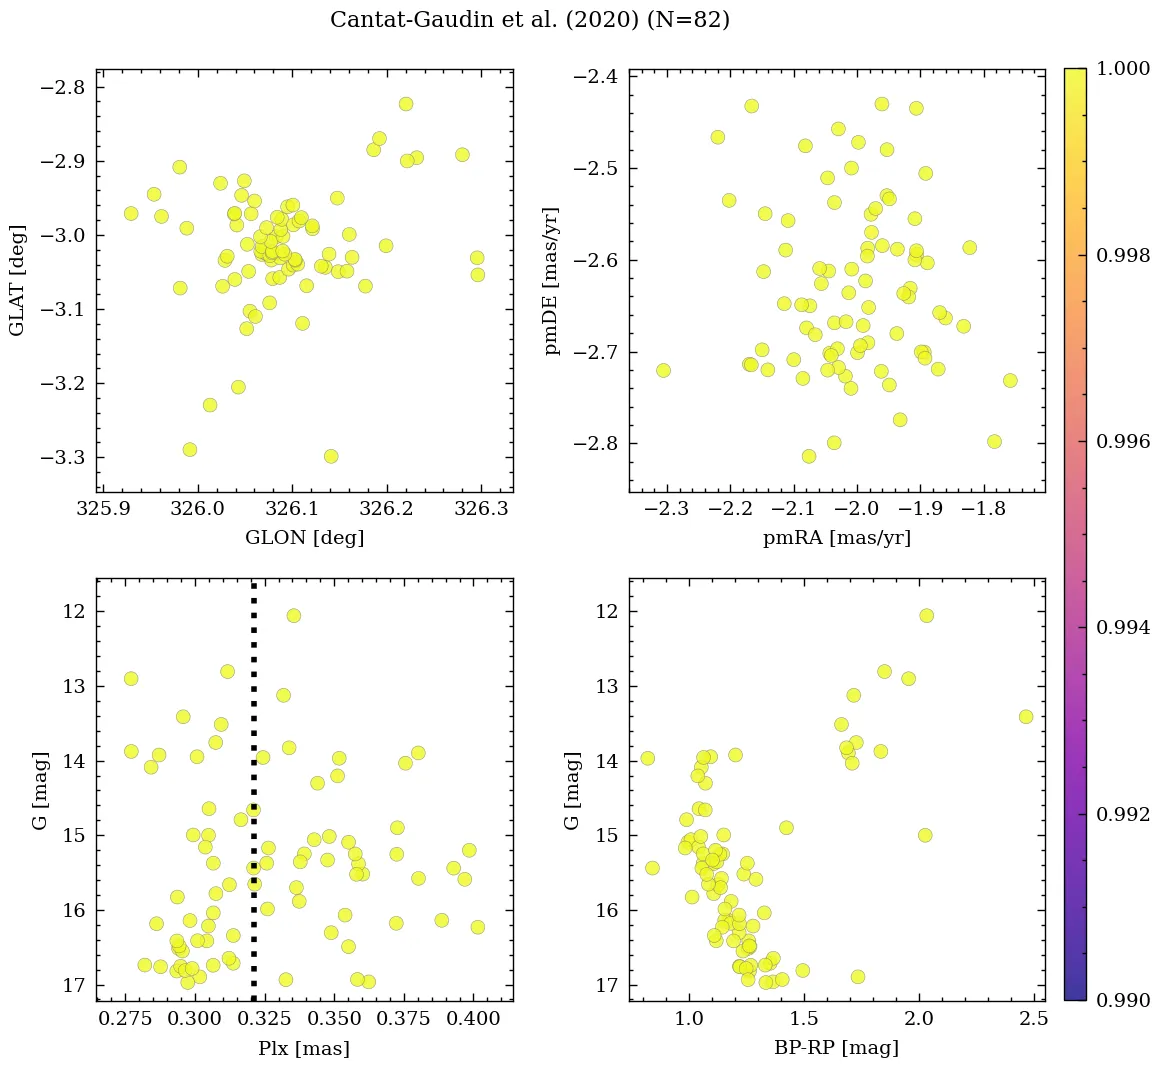 Cantat-Gaudin et al. (2020) (N=82)
−2.8
−2.9
−3.0
−3.1
−3.2
−3.3
GLAT [deg]
325.9 326.0 326.1 326.2 326.3
GLON [deg]
−2.4
−2.5
−2.6
−2.7
−2.8
pmDE [mas/yr]
−2.3 −2.2 −2.1 −2.0 −1.9 −1.8
pmRA [mas/yr]
12
13
14
15
16
17
G [mag]
0.275 0.300 0.325 0.350 0.375 0.400
Plx [mas]
12
13
14
15
16
17
G [mag]
1.0 1.5 2.0 2.5
BP-RP [mag]
1.000
0.998
0.996
0.994
0.992
0.990